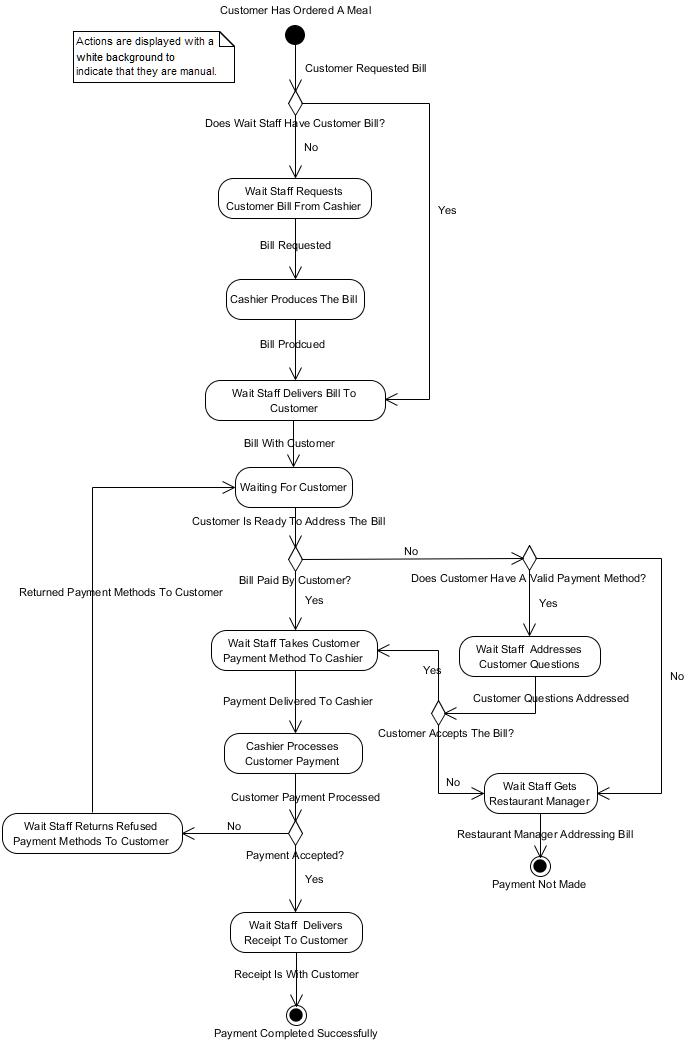 Customer Has Ordered A Meal
Actions are displayed with a
white background to
indicate that they are manual.
Customer Requested Bill
Does Wait Staff Have Customer Bill?
No
Yes
Wait Staff Requests
Customer Bill From Cashier
Bill Requested
Cashier Produces The Bill
Bill Prodcued
Wait Staff Delivers Bill To
Customer
Bill With Customer
Waiting For Customer
Customer Is Ready To Address The Bill
No
Bill Paid By Customer?
Does Customer Have A Valid Payment Method?
Returned Payment Methods To Customer
Yes
Yes
Wait Staff Takes Customer
Payment Method To Cashier
Wait Staff  Addresses
Customer Questions
Yes
No
Payment Delivered To Cashier
Customer Questions Addressed
Customer Accepts The Bill?
Cashier Processes
Customer Payment
No
Wait Staff Gets
Restaurant Manager
Customer Payment Processed
Wait Staff Returns Refused
Payment Methods To Customer
No
Restaurant Manager Addressing Bill
Payment Accepted?
Yes
Payment Not Made
Wait Staff  Delivers
Receipt To Customer
Receipt Is With Customer
Payment Completed Successfully